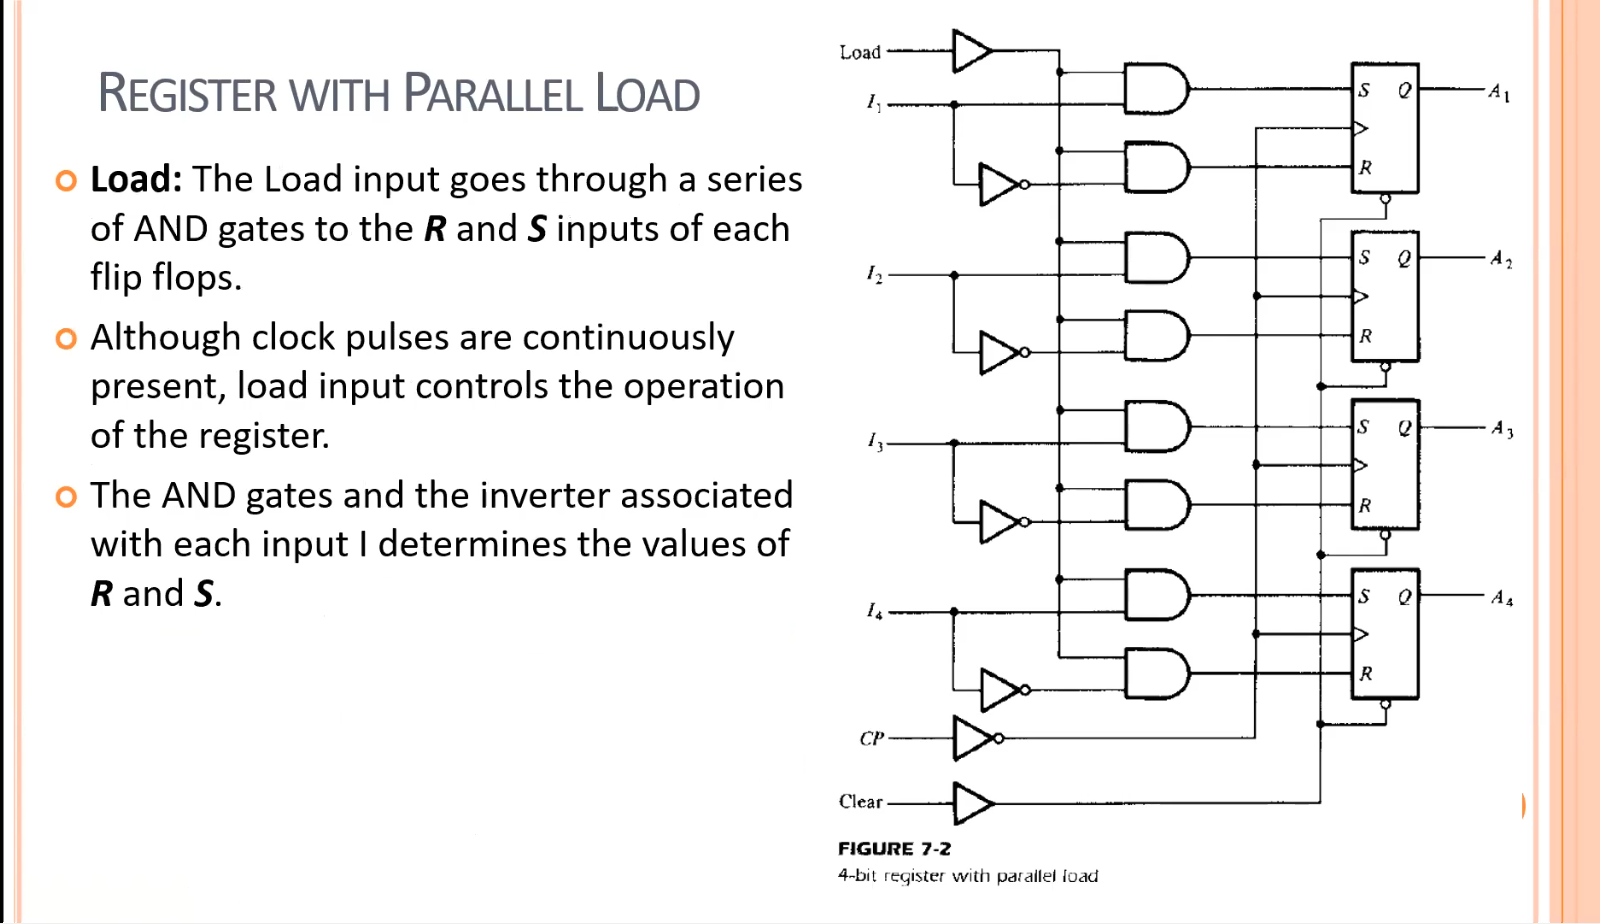 REGISTER WITH PARALLEL LOAD
Load: The Load input goes through a series
of AND gates to the R and S inputs of each
flip flops.
Although clock pulses are continuously
present, load input controls the operation
of the register.
The AND gates and the inverter associated
with each input I determines the values of
R and S.
Load
I1
S Q A1
R
I2
S Q A2
R
I3
S Q A3
R
I4
S Q A4
R
CP
Clear
FIGURE 7-2
4-bit register with parallel load